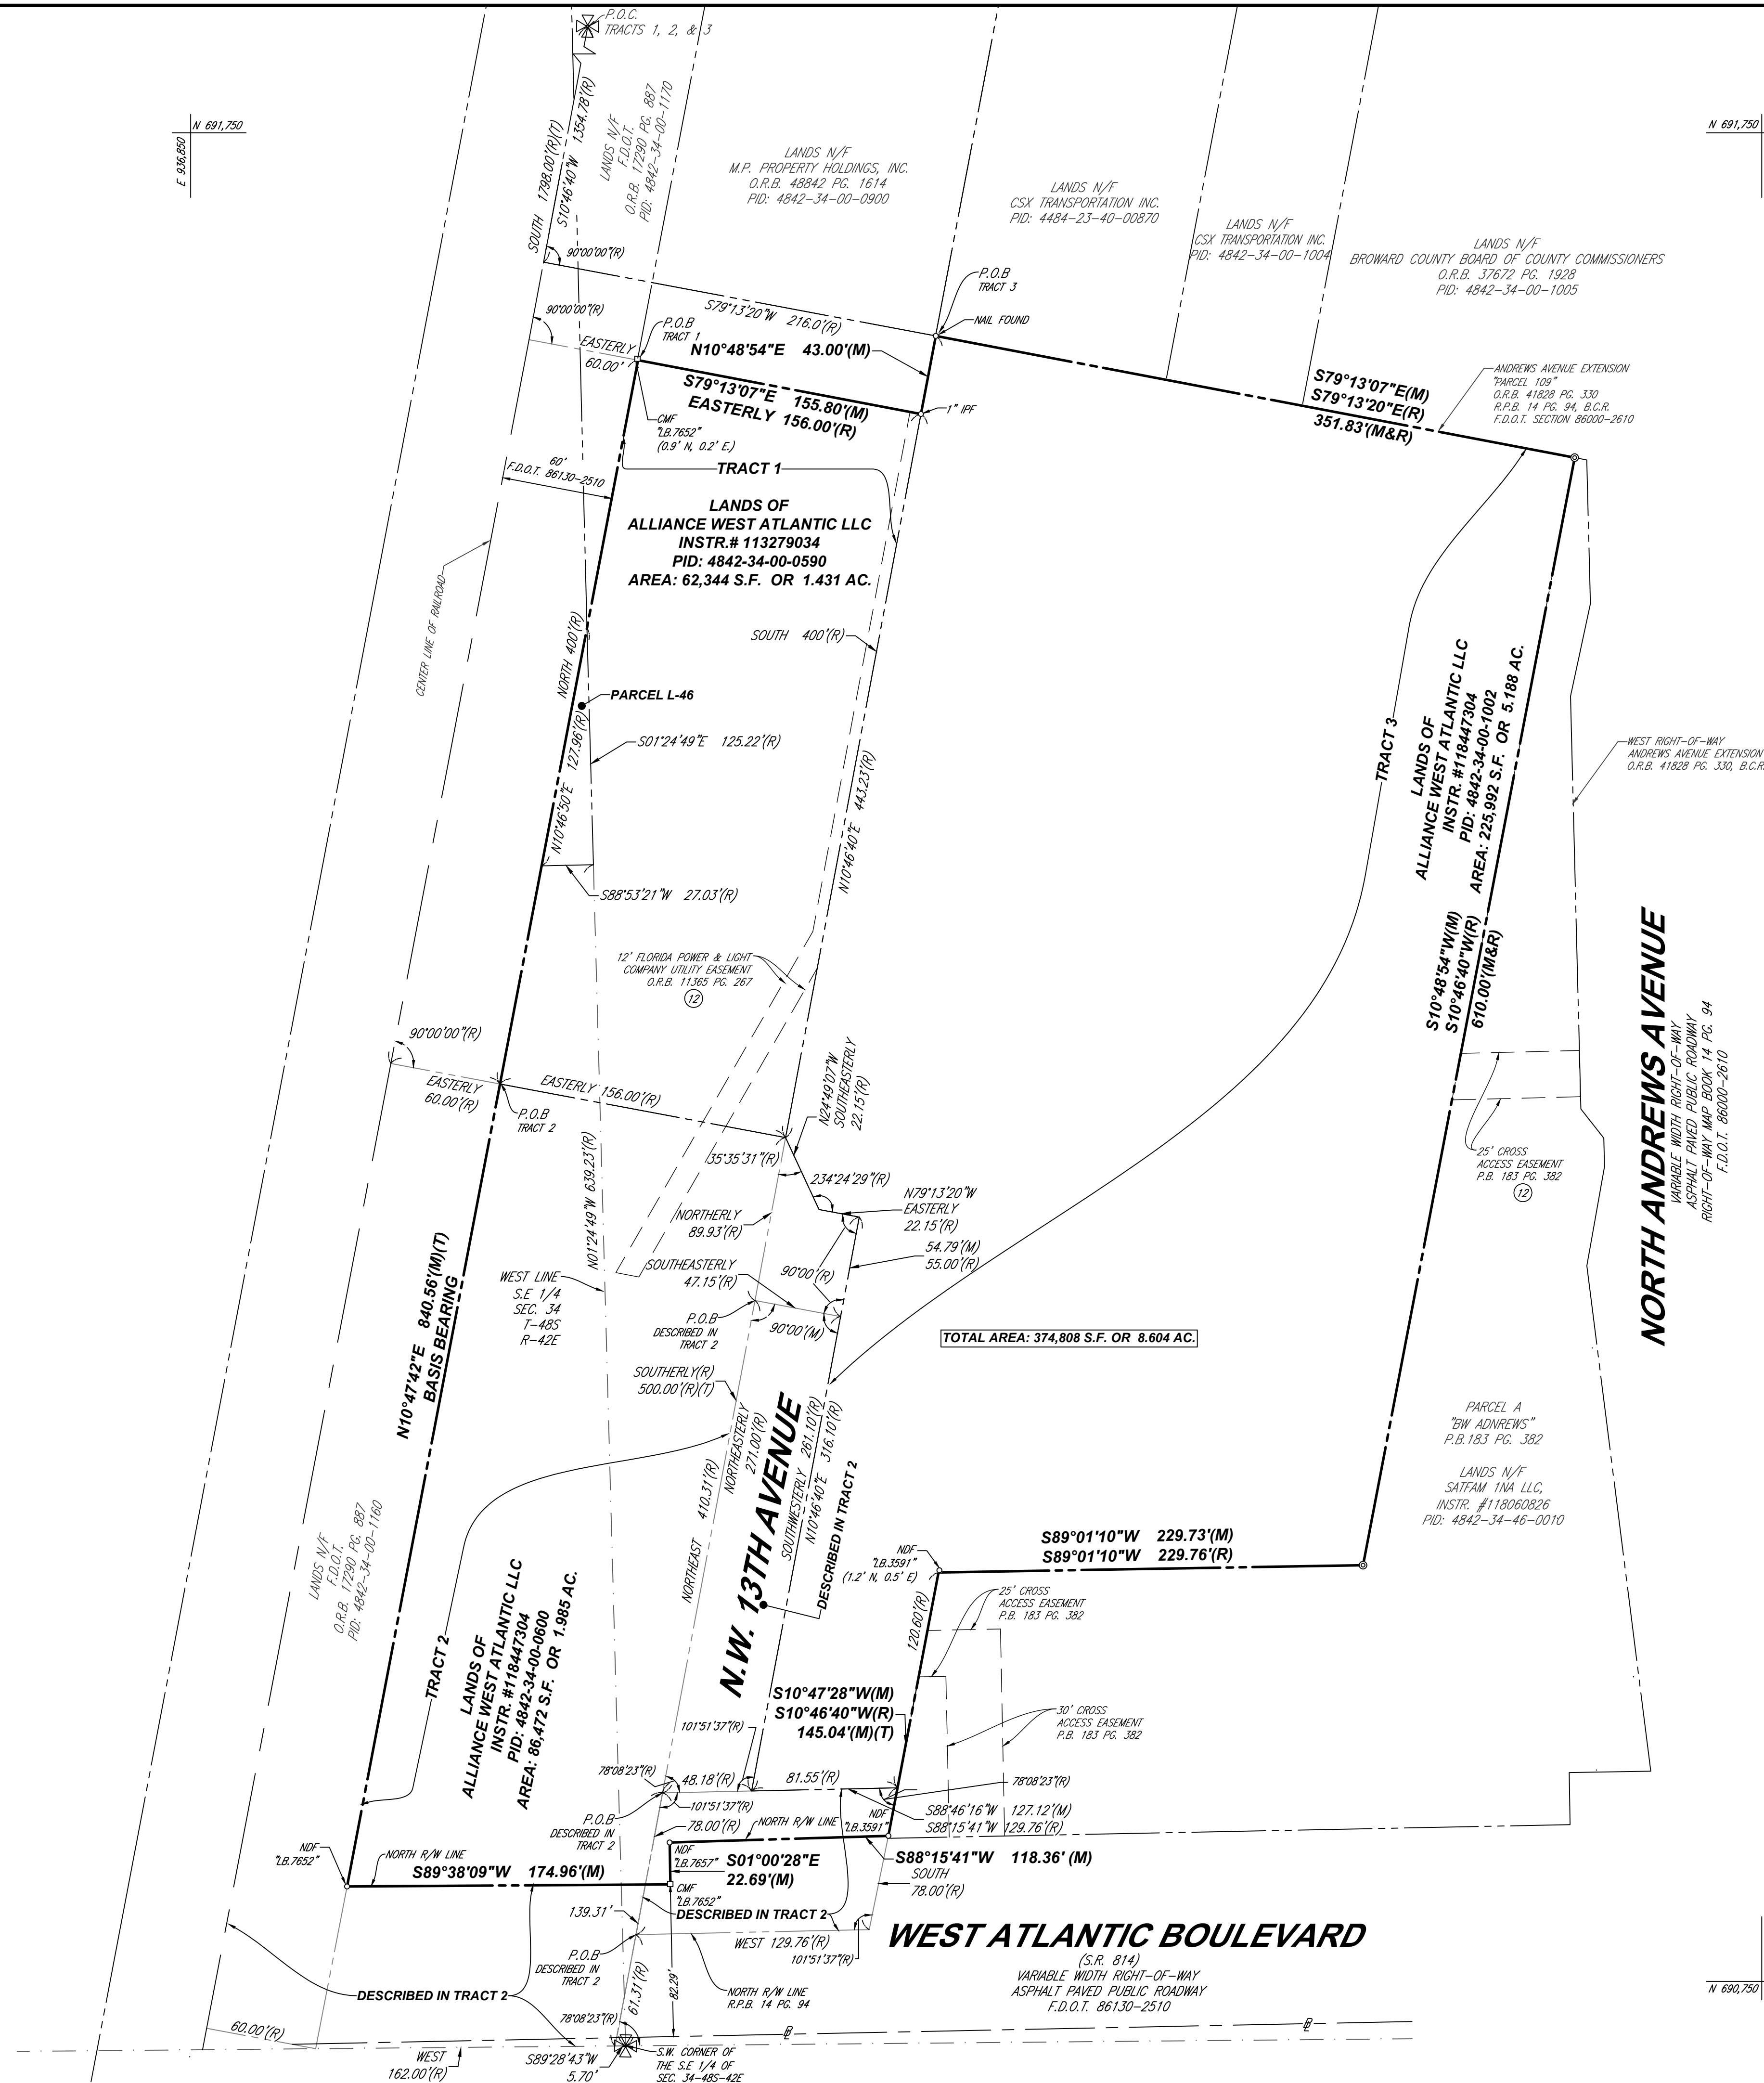 P.O.C.
TRACTS 1, 2, & 3
N 691,750
E 936,850
N 691,750
SOUTH 1798.00'(R)(T)
S10°46'40"W 1354.78'(R)
LANDS N/F
F.D.O.T.
O.R.B. 17290 PG. 887
PID: 4842-34-00-1170
LANDS N/F
M.P. PROPERTY HOLDINGS, INC.
O.R.B. 48842 PG. 1614
PID: 4842-34-00-0900
LANDS N/F
CSX TRANSPORTATION INC.
PID: 4484-23-40-00870
LANDS N/F
CSX TRANSPORTATION INC.
PID: 4842-34-00-1004
LANDS N/F
BROWARD COUNTY BOARD OF COUNTY COMMISSIONERS
O.R.B. 37672 PG. 1928
PID: 4842-34-00-1005
90°00'00"(R)
P.O.B
TRACT 3
NAIL FOUND
S79°13'20"W 216.0'(R)
90°00'00"(R)
EASTERLY
60.00'
P.O.B
TRACT 1
N10°48'54"E 43.00'(M)
S79°13'07"E 155.80'(M)
EASTERLY 156.00'(R)
1" IPF
CMF
"LB.7652"
(0.9' N, 0.2' E.)
S79°13'07"E(M)
S79°13'20"E(R)
351.83'(M&R)
ANDREWS AVENUE EXTENSION
"PARCEL 109"
O.R.B. 41828 PG. 330
R.P.B. 14 PG. 94, B.C.R.
F.D.O.T. SECTION 86000-2610
60'
F.D.O.T. 86130-2510
TRACT 1
LANDS OF
ALLIANCE WEST ATLANTIC LLC
INSTR.# 113279034
PID: 4842-34-00-0590
AREA: 62,344 S.F. OR 1.431 AC.
CENTER LINE OF RAILROAD
NORTH 400'(R)
SOUTH 400'(R)
PARCEL L-46
N10°46'50"E 127.96'(R)
S01°24'49"E 125.22'(R)
S88°53'21"W 27.03'(R)
N10°46'40"E 443.23'(R)
TRACT 3
LANDS OF
ALLIANCE WEST ATLANTIC LLC
INSTR. #118447304
PID: 4842-34-00-1002
AREA: 225,992 S.F. OR 5.188 AC.
WEST RIGHT-OF-WAY
ANDREWS AVENUE EXTENSION
O.R.B. 41828 PG. 330, B.C.R.
S10°48'54"W(M)
S10°46'40"W(R)
610.00'(M&R)
12' FLORIDA POWER & LIGHT
COMPANY UTILITY EASEMENT
O.R.B. 11365 PG. 267
12
NORTH ANDREWS AVENUE
VARIABLE WIDTH RIGHT-OF-WAY
ASPHALT PAVED PUBLIC ROADWAY
RIGHT-OF-WAY MAP BOOK 14 PG. 94
F.D.O.T. 86000-2610
90°00'00"(R)
EASTERLY
60.00'(R)
P.O.B
TRACT 2
EASTERLY 156.00'(R)
N24°49'07"W
SOUTHEASTERLY
22.15'(R)
35°35'31"(R)
234°24'29"(R)
25' CROSS
ACCESS EASEMENT
P.B. 183 PG. 382
12
N79°13'20"W
EASTERLY
22.15'(R)
NORTHERLY
89.93'(R)
N01°24'49"W 639.23'(R)
54.79'(M)
55.00'(R)
SOUTHEASTERLY
47.15'(R)
90°00'(R)
WEST LINE
S.E 1/4
SEC. 34
T-48S
R-42E
P.O.B
DESCRIBED IN
TRACT 2
90°00'(M)
TOTAL AREA: 374,808 S.F. OR 8.604 AC.
N10°47'42"E 840.56'(M)(T)
BASIS BEARING
SOUTHERLY(R)
500.00'(R)(T)
NORTHEAST 410.31'(R)
NORTHEASTERLY
271.00'(R)
N.W. 13TH AVENUE
SOUTHWESTERLY 261.10'(R)
N10°46'40"E 316.10'(R)
DESCRIBED IN TRACT 2
PARCEL A
"BW ADNREWS"
P.B.183 PG. 382
LANDS N/F
SATFAM 1NA LLC,
INSTR. #118060826
PID: 4842-34-46-0010
LANDS N/F
F.D.O.T.
O.R.B. 17290 PG. 887
PID: 4842-34-00-1160
S89°01'10"W 229.73'(M)
S89°01'10"W 229.76'(R)
NDF
"LB.3591"
(1.2' N, 0.5' E)
TRACT 2
LANDS OF
ALLIANCE WEST ATLANTIC LLC
INSTR. #118447304
PID: 4842-34-00-0600
AREA: 86,472 S.F. OR 1.985 AC.
120.60'(R)
25' CROSS
ACCESS EASEMENT
P.B. 183 PG. 382
S10°47'28"W(M)
S10°46'40"W(R)
145.04'(M)(T)
30' CROSS
ACCESS EASEMENT
P.B. 183 PG. 382
101°51'37"(R)
78°08'23"(R)
48.18'(R)
81.55'(R)
78°08'23"(R)
101°51'37"(R)
P.O.B
DESCRIBED IN
TRACT 2
78.00'(R)
NORTH R/W LINE
NDF
"LB.3591"
S88°46'16"W 127.12'(M)
S88°15'41"W 129.76'(R)
NDF
"LB.7652"
NORTH R/W LINE
S89°38'09"W 174.96'(M)
NDF
"LB.7657"
S01°00'28"E
22.69'(M)
S88°15'41"W 118.36' (M)
SOUTH
78.00'(R)
CMF
"LB.7652"
139.31'
DESCRIBED IN TRACT 2
P.O.B
DESCRIBED IN
TRACT 2
WEST 129.76'(R)
101°51'37"(R)
WEST ATLANTIC BOULEVARD
(S.R. 814)
VARIABLE WIDTH RIGHT-OF-WAY
ASPHALT PAVED PUBLIC ROADWAY
F.D.O.T. 86130-2510
DESCRIBED IN TRACT 2
61.31'(R)
82.29'
NORTH R/W LINE
R.P.B. 14 PG. 94
N 690,750
60.00'(R)
78°08'23"(R)
WEST
162.00'(R)
S89°28'43"W
5.70'
S.W. CORNER OF
THE S.E 1/4 OF
SEC. 34-48S-42E